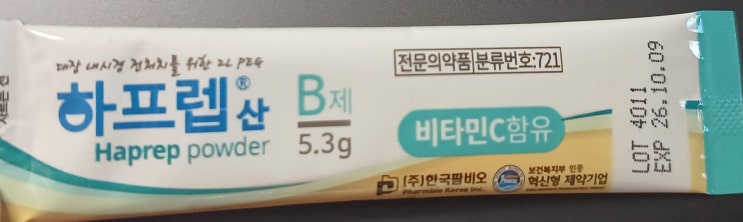 대장 내시경 전처치를 위한 2L PEG
하프렙®산
Haprep powder
B제
5.3g
전문의약품 분류번호:721
비타민C함유
(주)한국팜비오
Pharmbio Korea Inc.
보건복지부 인증
혁신형 제약기업
LOT 4011
EXP 26.10.09